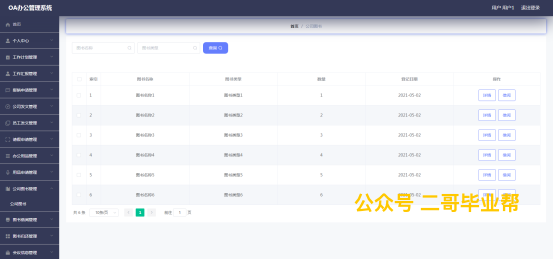 OA办公管理系统
用户 用户1 退出登录
首页
首页 / 公司图书
个人中心
图书名称 图书类型 查询
工作计划管理
工作汇报管理
索引 图书名称 图书类型 数量 登记日期 操作
1 图书名称1 图书类型1 1 2021-05-02 详情 借阅
公司发文管理
2 图书名称2 图书类型2 2 2021-05-02 详情 借阅
员工发文管理
3 图书名称3 图书类型3 3 2021-05-02 详情 借阅
请假申请管理
4 图书名称4 图书类型4 4 2021-05-02 详情 借阅
办公用品管理
用品申请管理
5 图书名称5 图书类型5 5 2021-05-02 详情 借阅
公司图书管理
6 图书名称6 图书类型6 6 2021-05-02 详情 借阅
公众号 二哥毕业帮
公司图书
共 6 条 10条/页 1 前往 1 页
图书借阅管理
图书归还管理
会议资源管理